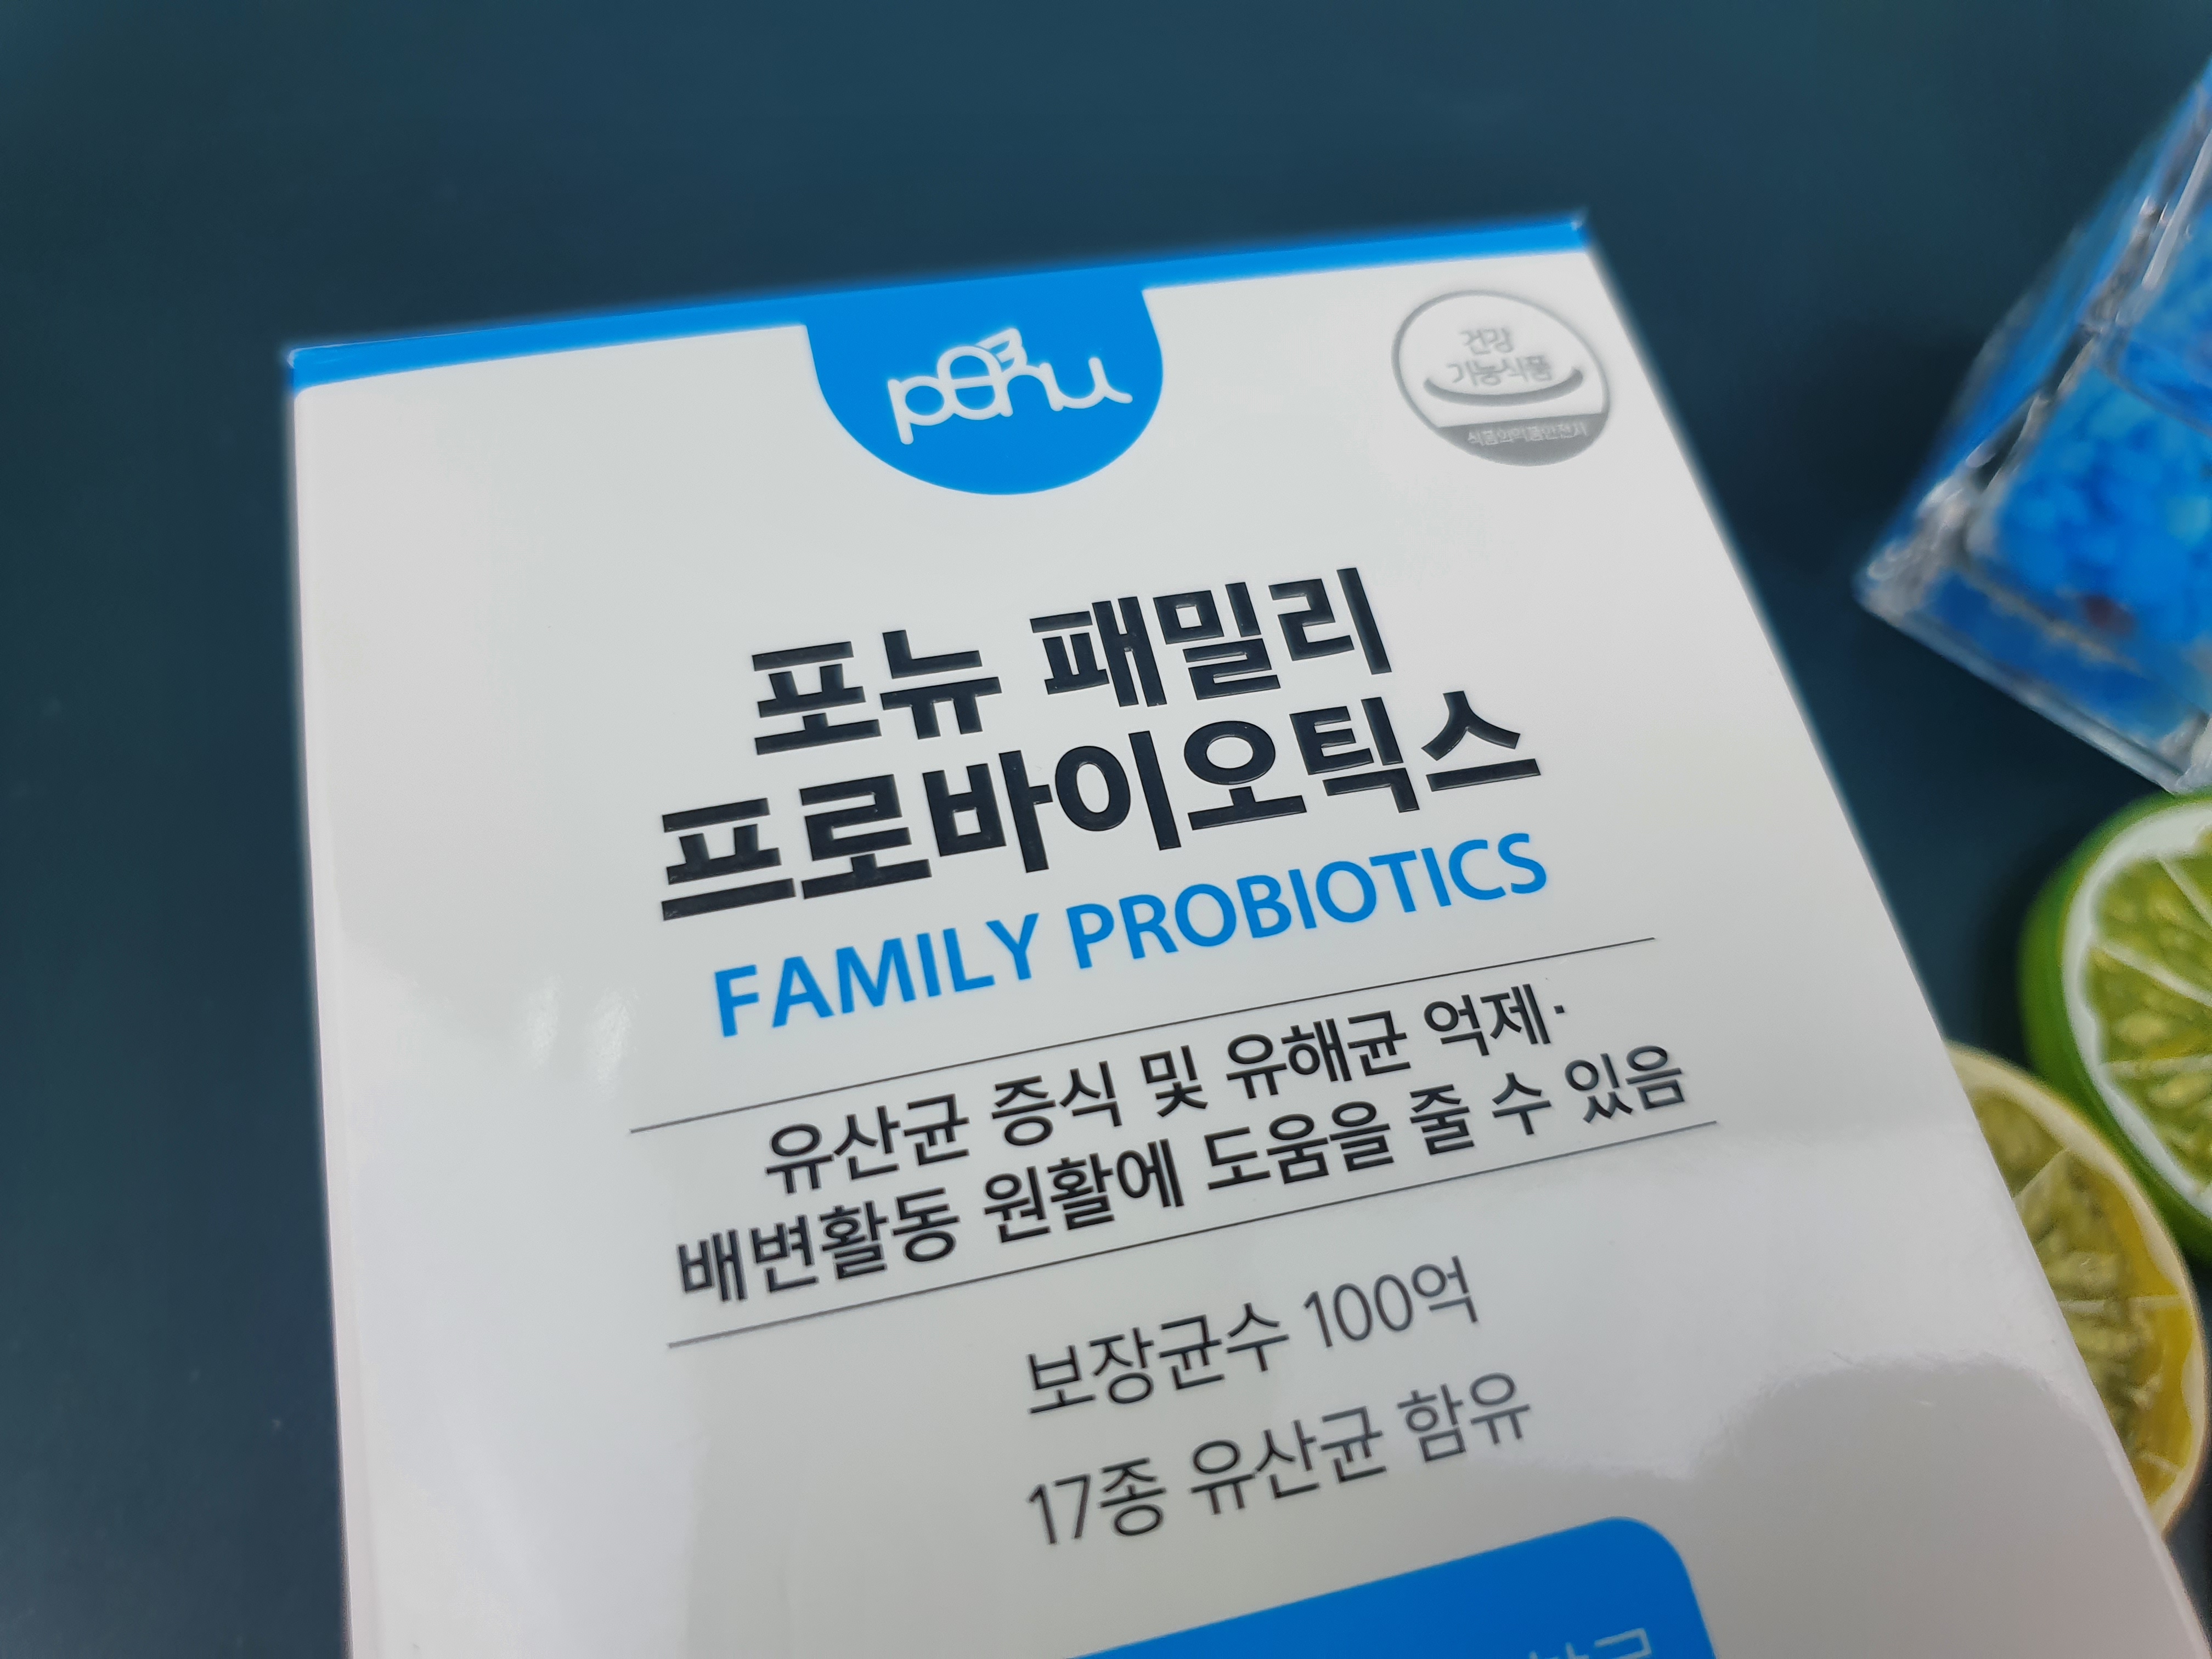 건강
기능식품
식품의약품안전처
포뉴 패밀리
프로바이오틱스
FAMILY PROBIOTICS
유산균 증식 및 유해균 억제·
배변활동 원활에 도움을 줄 수 있음
보장균수 100억
17종 유산균 함유